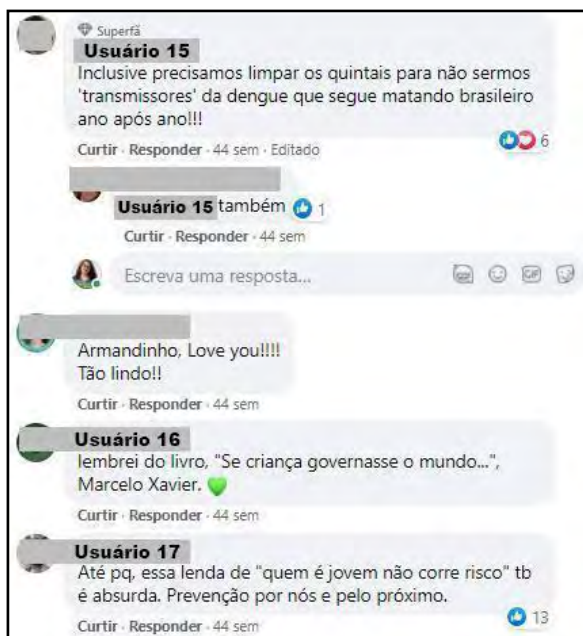 Superfã
Usuário 15
Inclusive precisamos limpar os quintais para não sermos
'transmissores' da dengue que segue matando brasileiro
ano após ano!!!
6
Curtir · Responder · 44 sem · Editado
Usuário 15 também 1
Curtir · Responder · 44 sem
Escreva uma resposta...
GIF
Armandinho, Love you!!!!
Tão lindo!!
Curtir · Responder · 44 sem
Usuário 16
lembrei do livro, "Se criança governasse o mundo...",
Marcelo Xavier. 💚
Curtir · Responder · 44 sem
Usuário 17
Até pq, essa lenda de "quem é jovem não corre risco" tb
é absurda. Prevenção por nós e pelo próximo.
13
Curtir · Responder · 44 sem